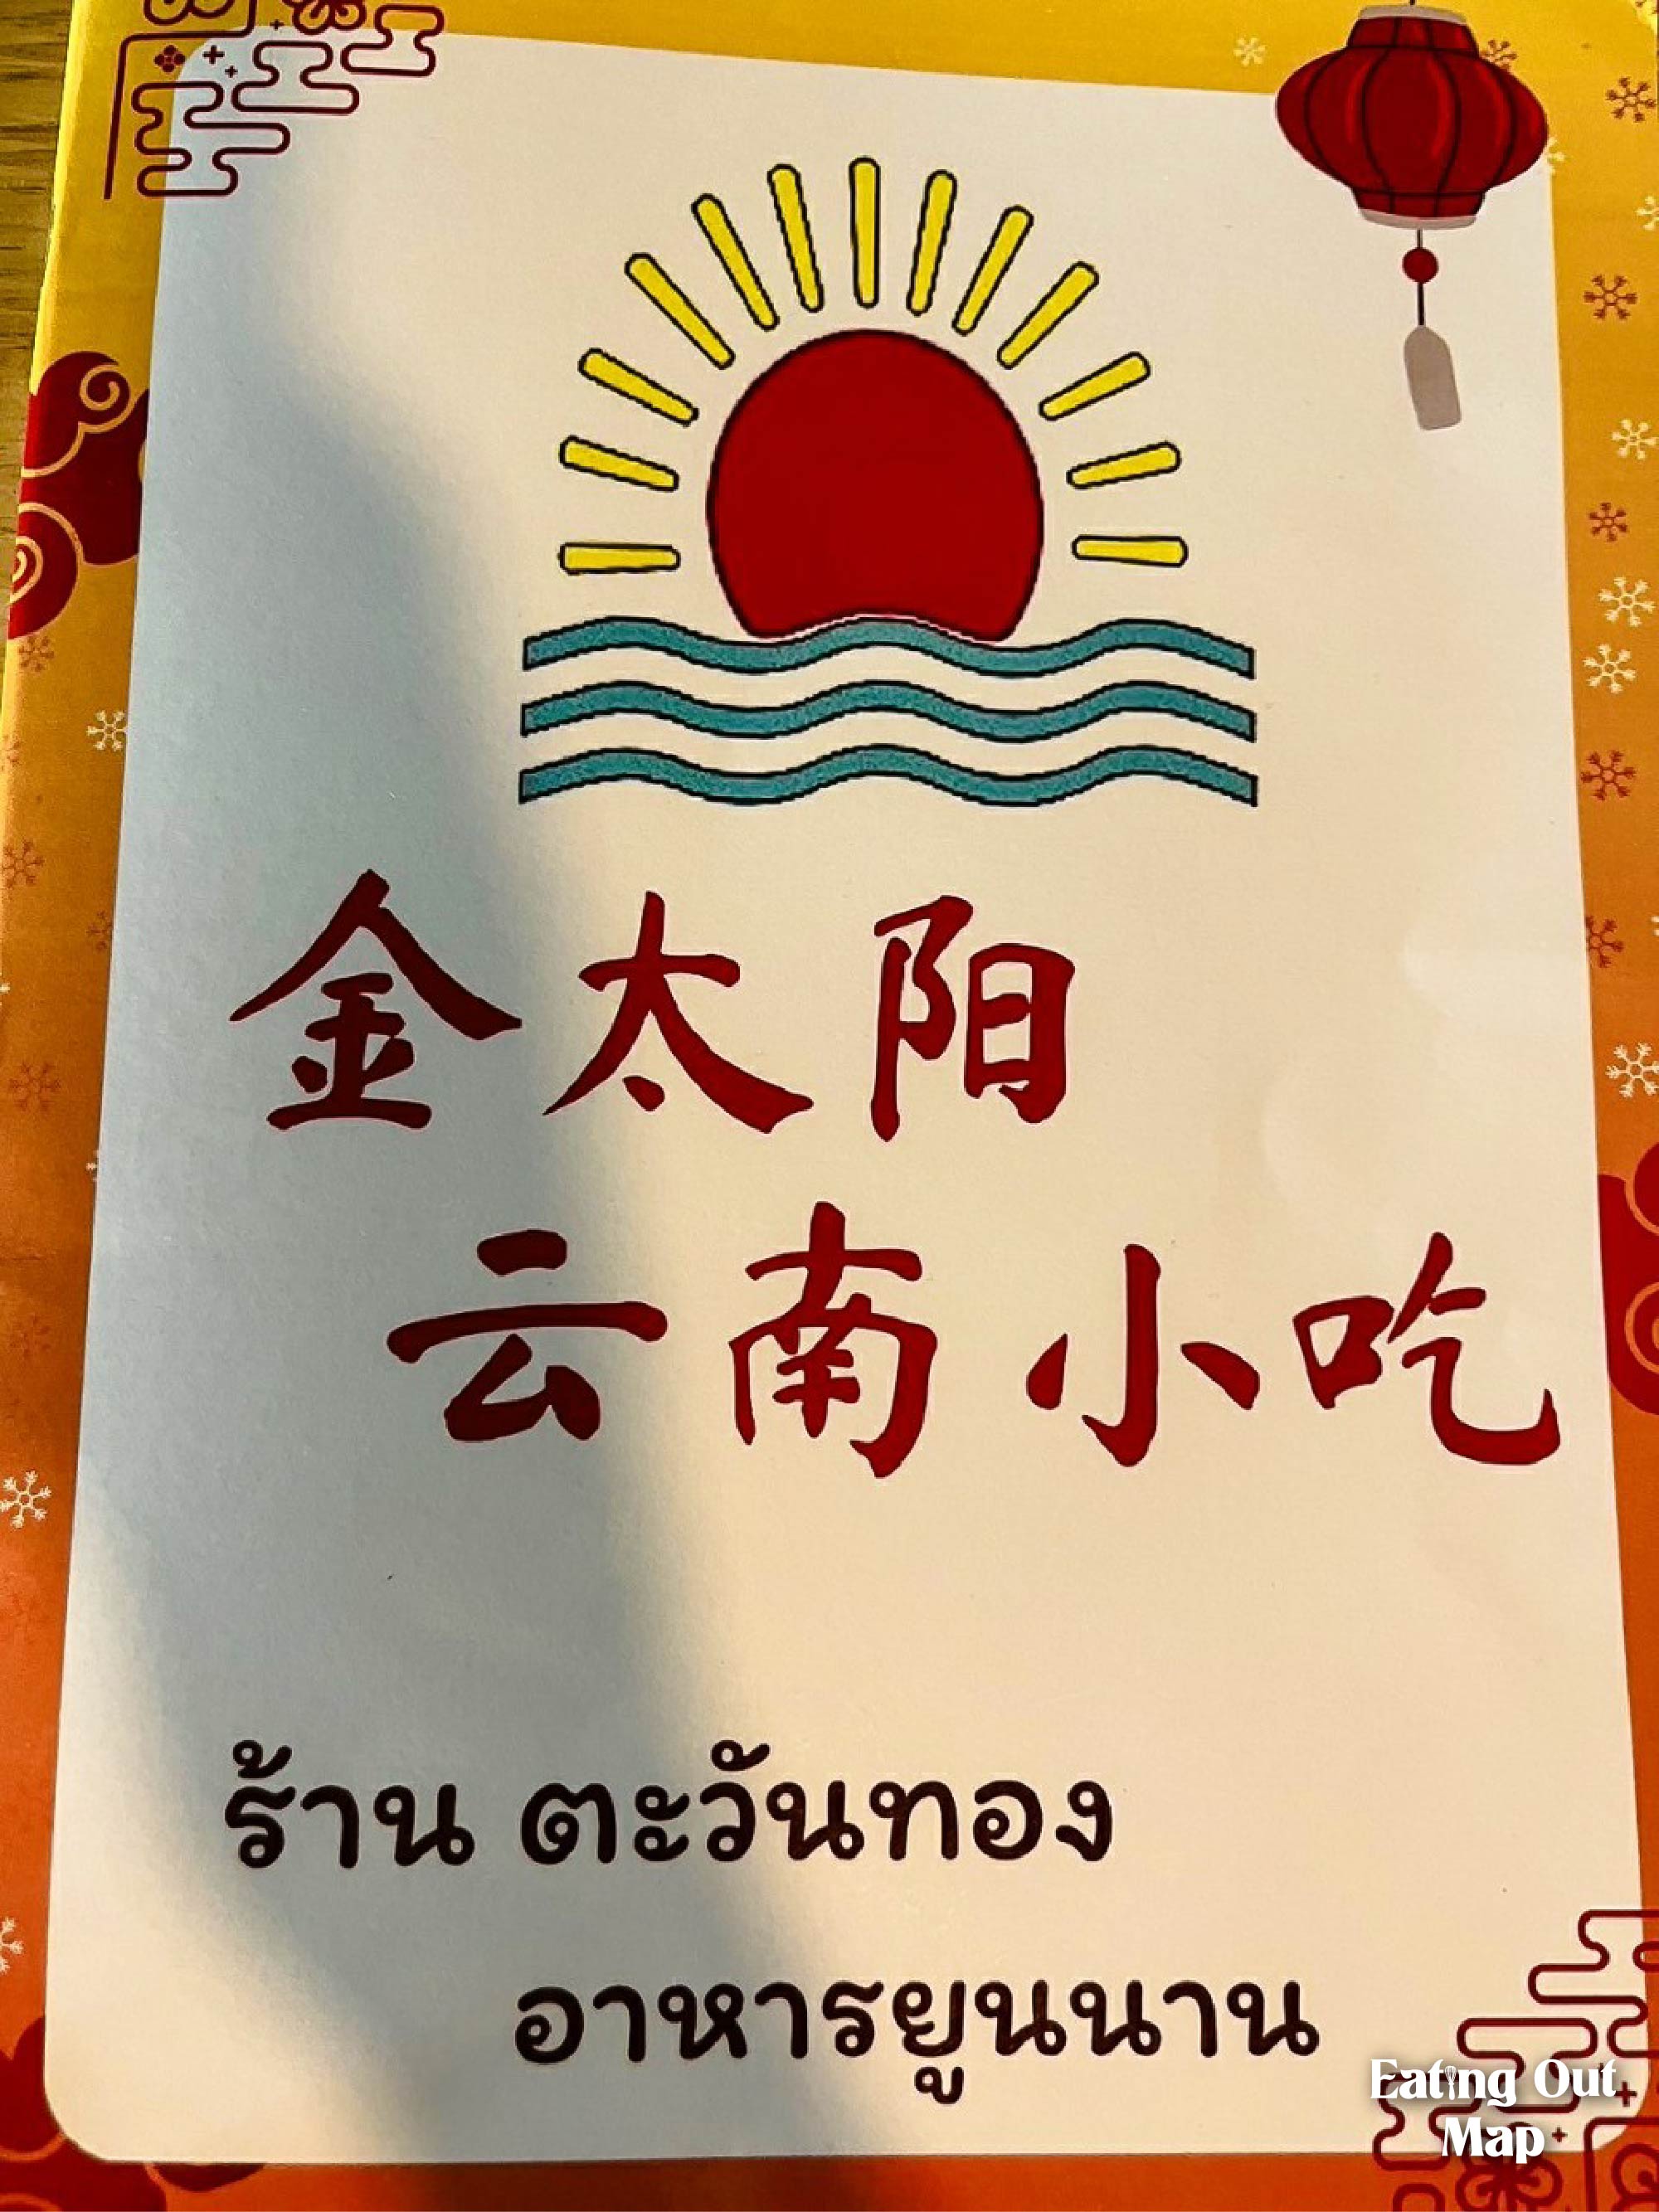 金太阳
云南小吃
ร้าน ตะวันทอง
อาหารยูนนาน
Eating Out
Map